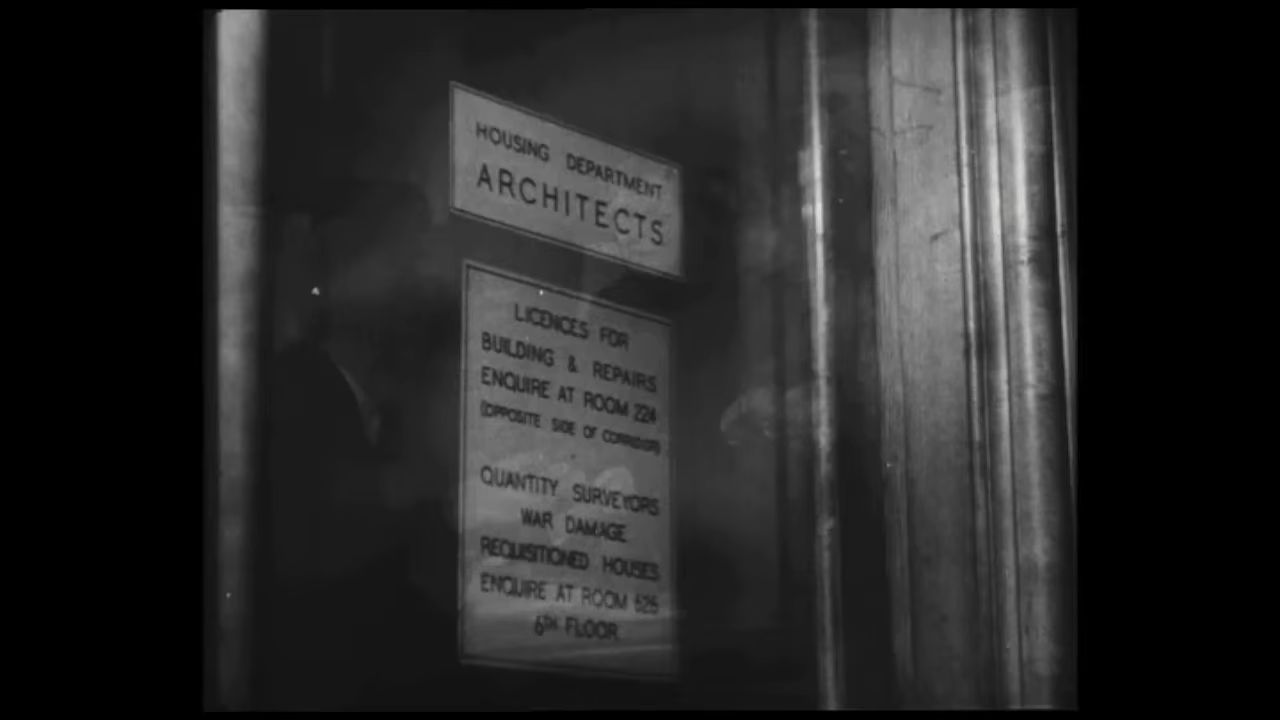 HOUSING DEPARTMENT
ARCHITECTS
LICENCES FOR
BUILDING & REPAIRS
ENQUIRE AT ROOM 224
(OPPOSITE SIDE OF CORRIDOR)
QUANTITY SURVEYORS
WAR DAMAGE
REQUISITIONED HOUSES
ENQUIRE AT ROOM
6TH FLOOR